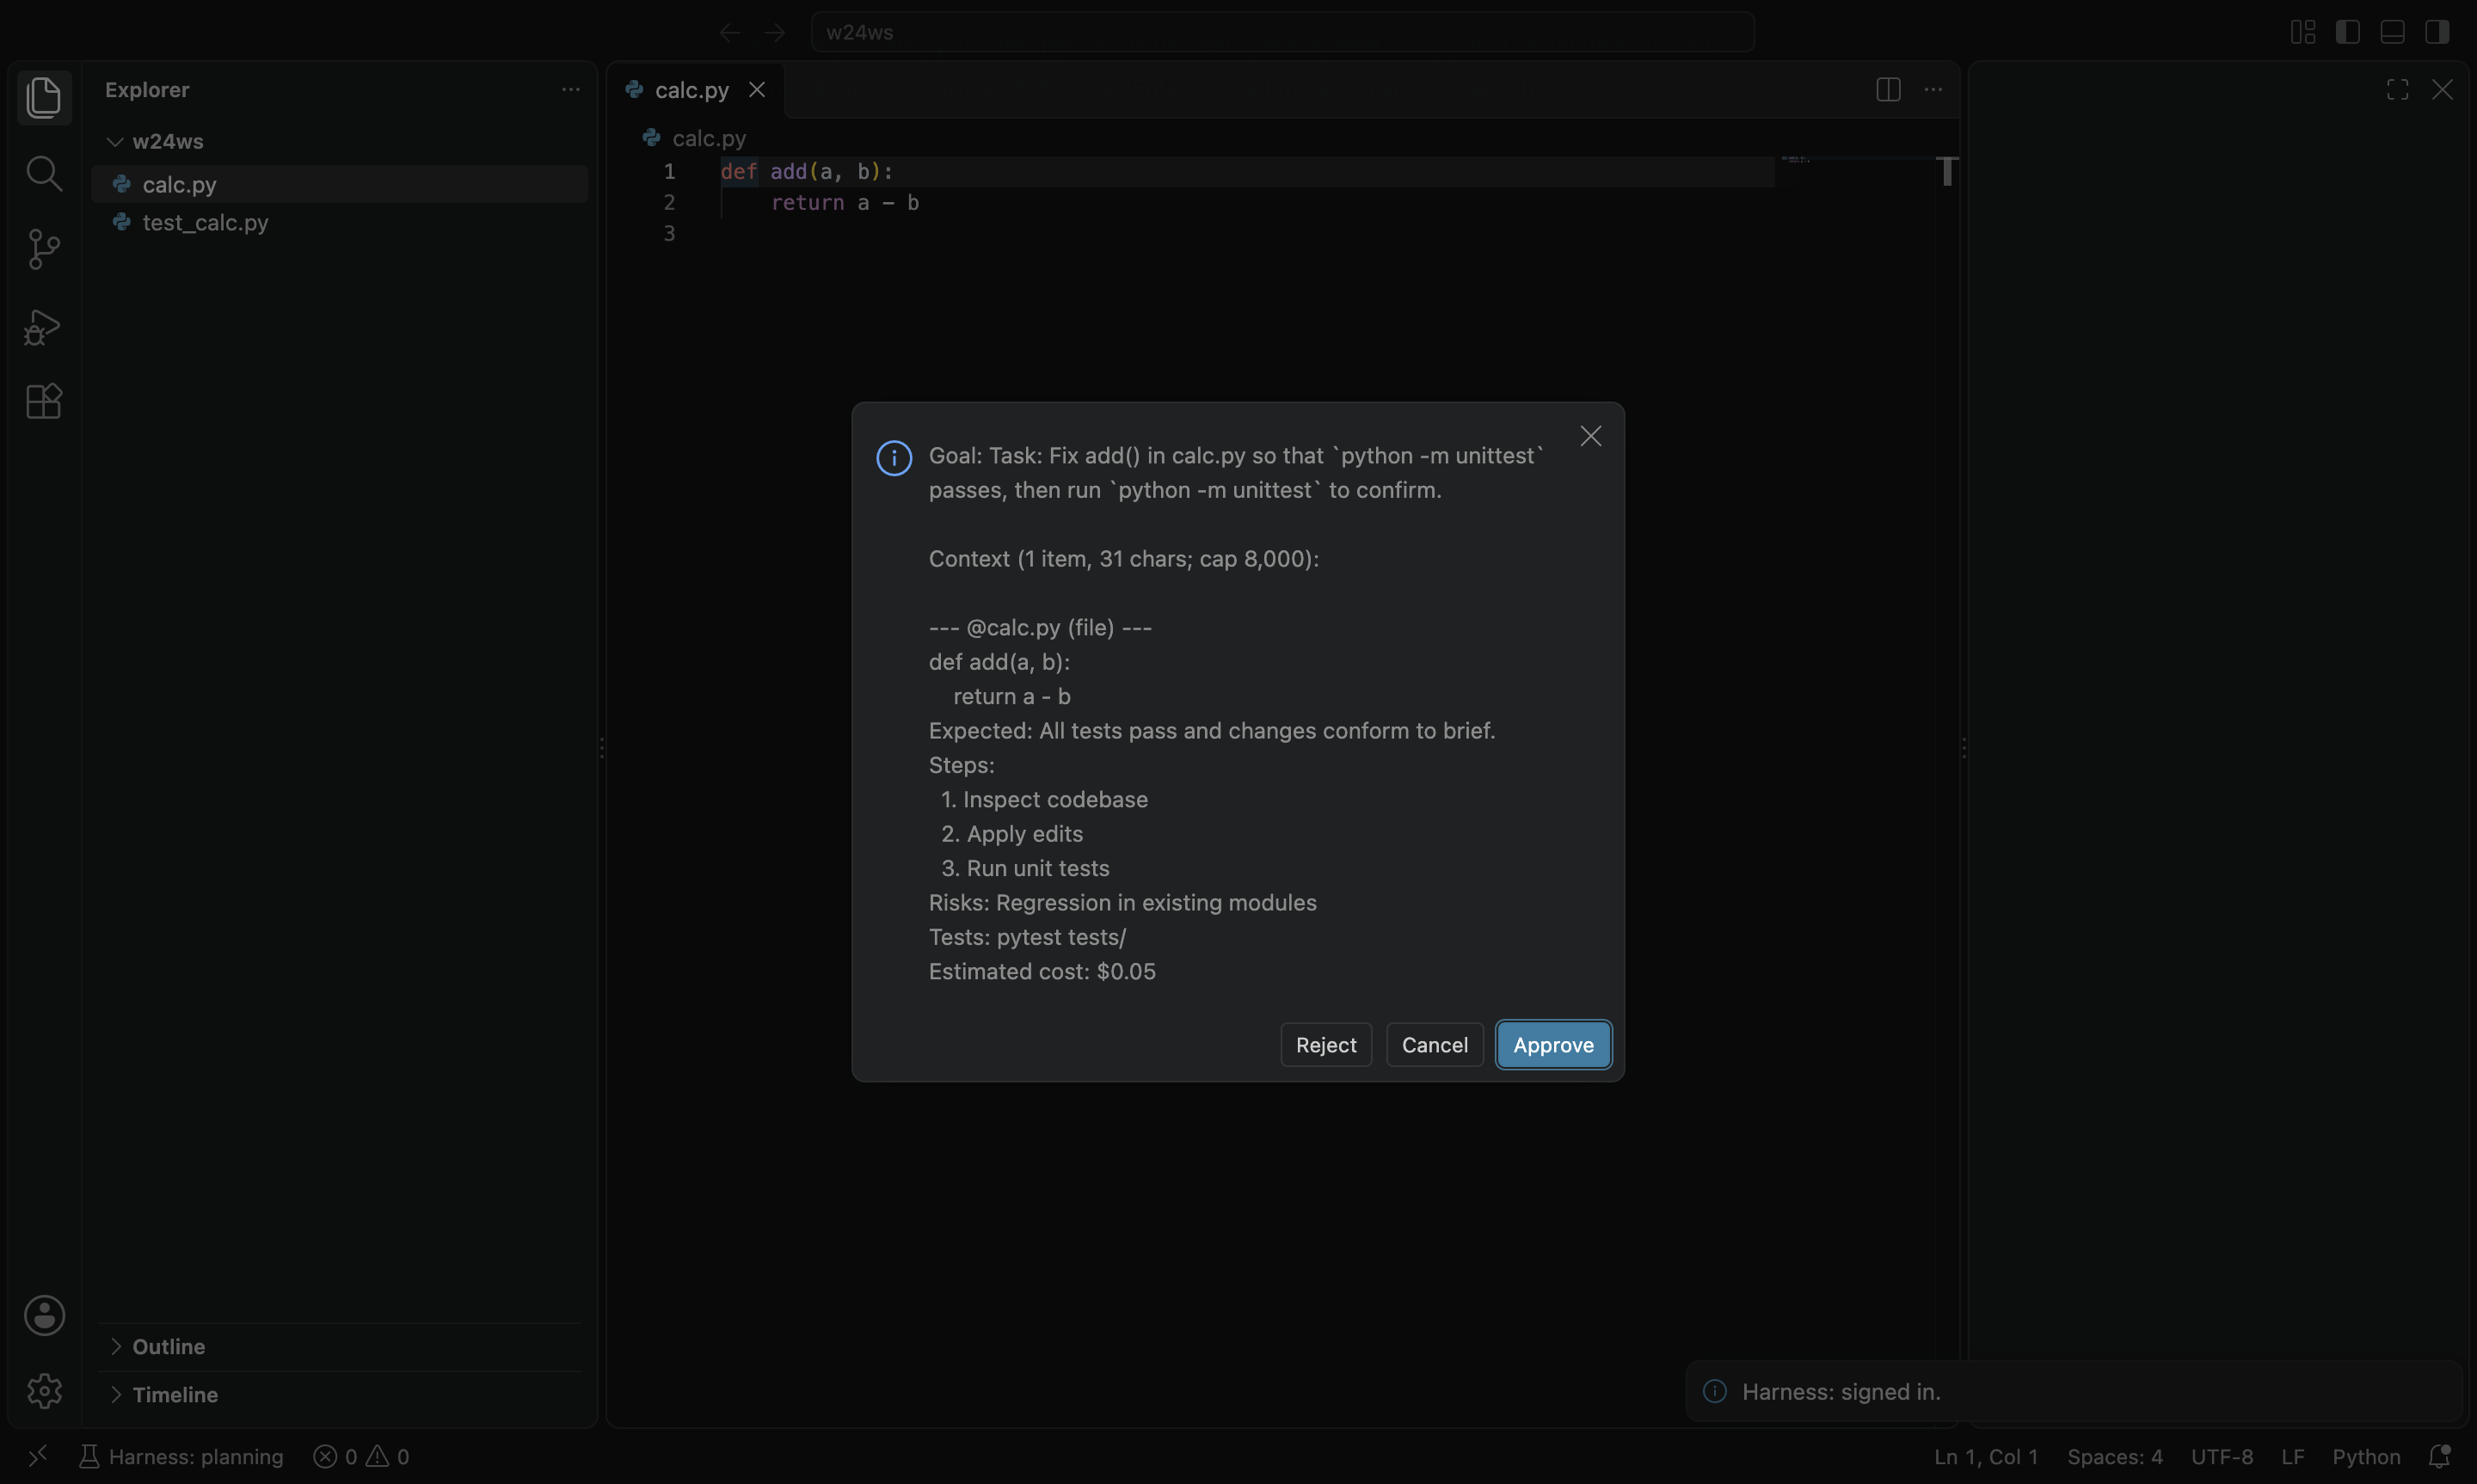 w24ws
Explorer
w24ws
calc.py
test_calc.py
Outline
Timeline
calc.py
calc.py
1 def add(a, b):
2     return a - b
3
Goal: Task: Fix add() in calc.py so that `python -m unittest`
passes, then run `python -m unittest` to confirm.
Context (1 item, 31 chars; cap 8,000):
--- @calc.py (file) ---
def add(a, b):
    return a - b
Expected: All tests pass and changes conform to brief.
Steps:
  1. Inspect codebase
  2. Apply edits
  3. Run unit tests
Risks: Regression in existing modules
Tests: pytest tests/
Estimated cost: $0.05
Reject Cancel Approve
Harness: signed in.
Harness: planning 0 0 Ln 1, Col 1 Spaces: 4 UTF-8 LF Python